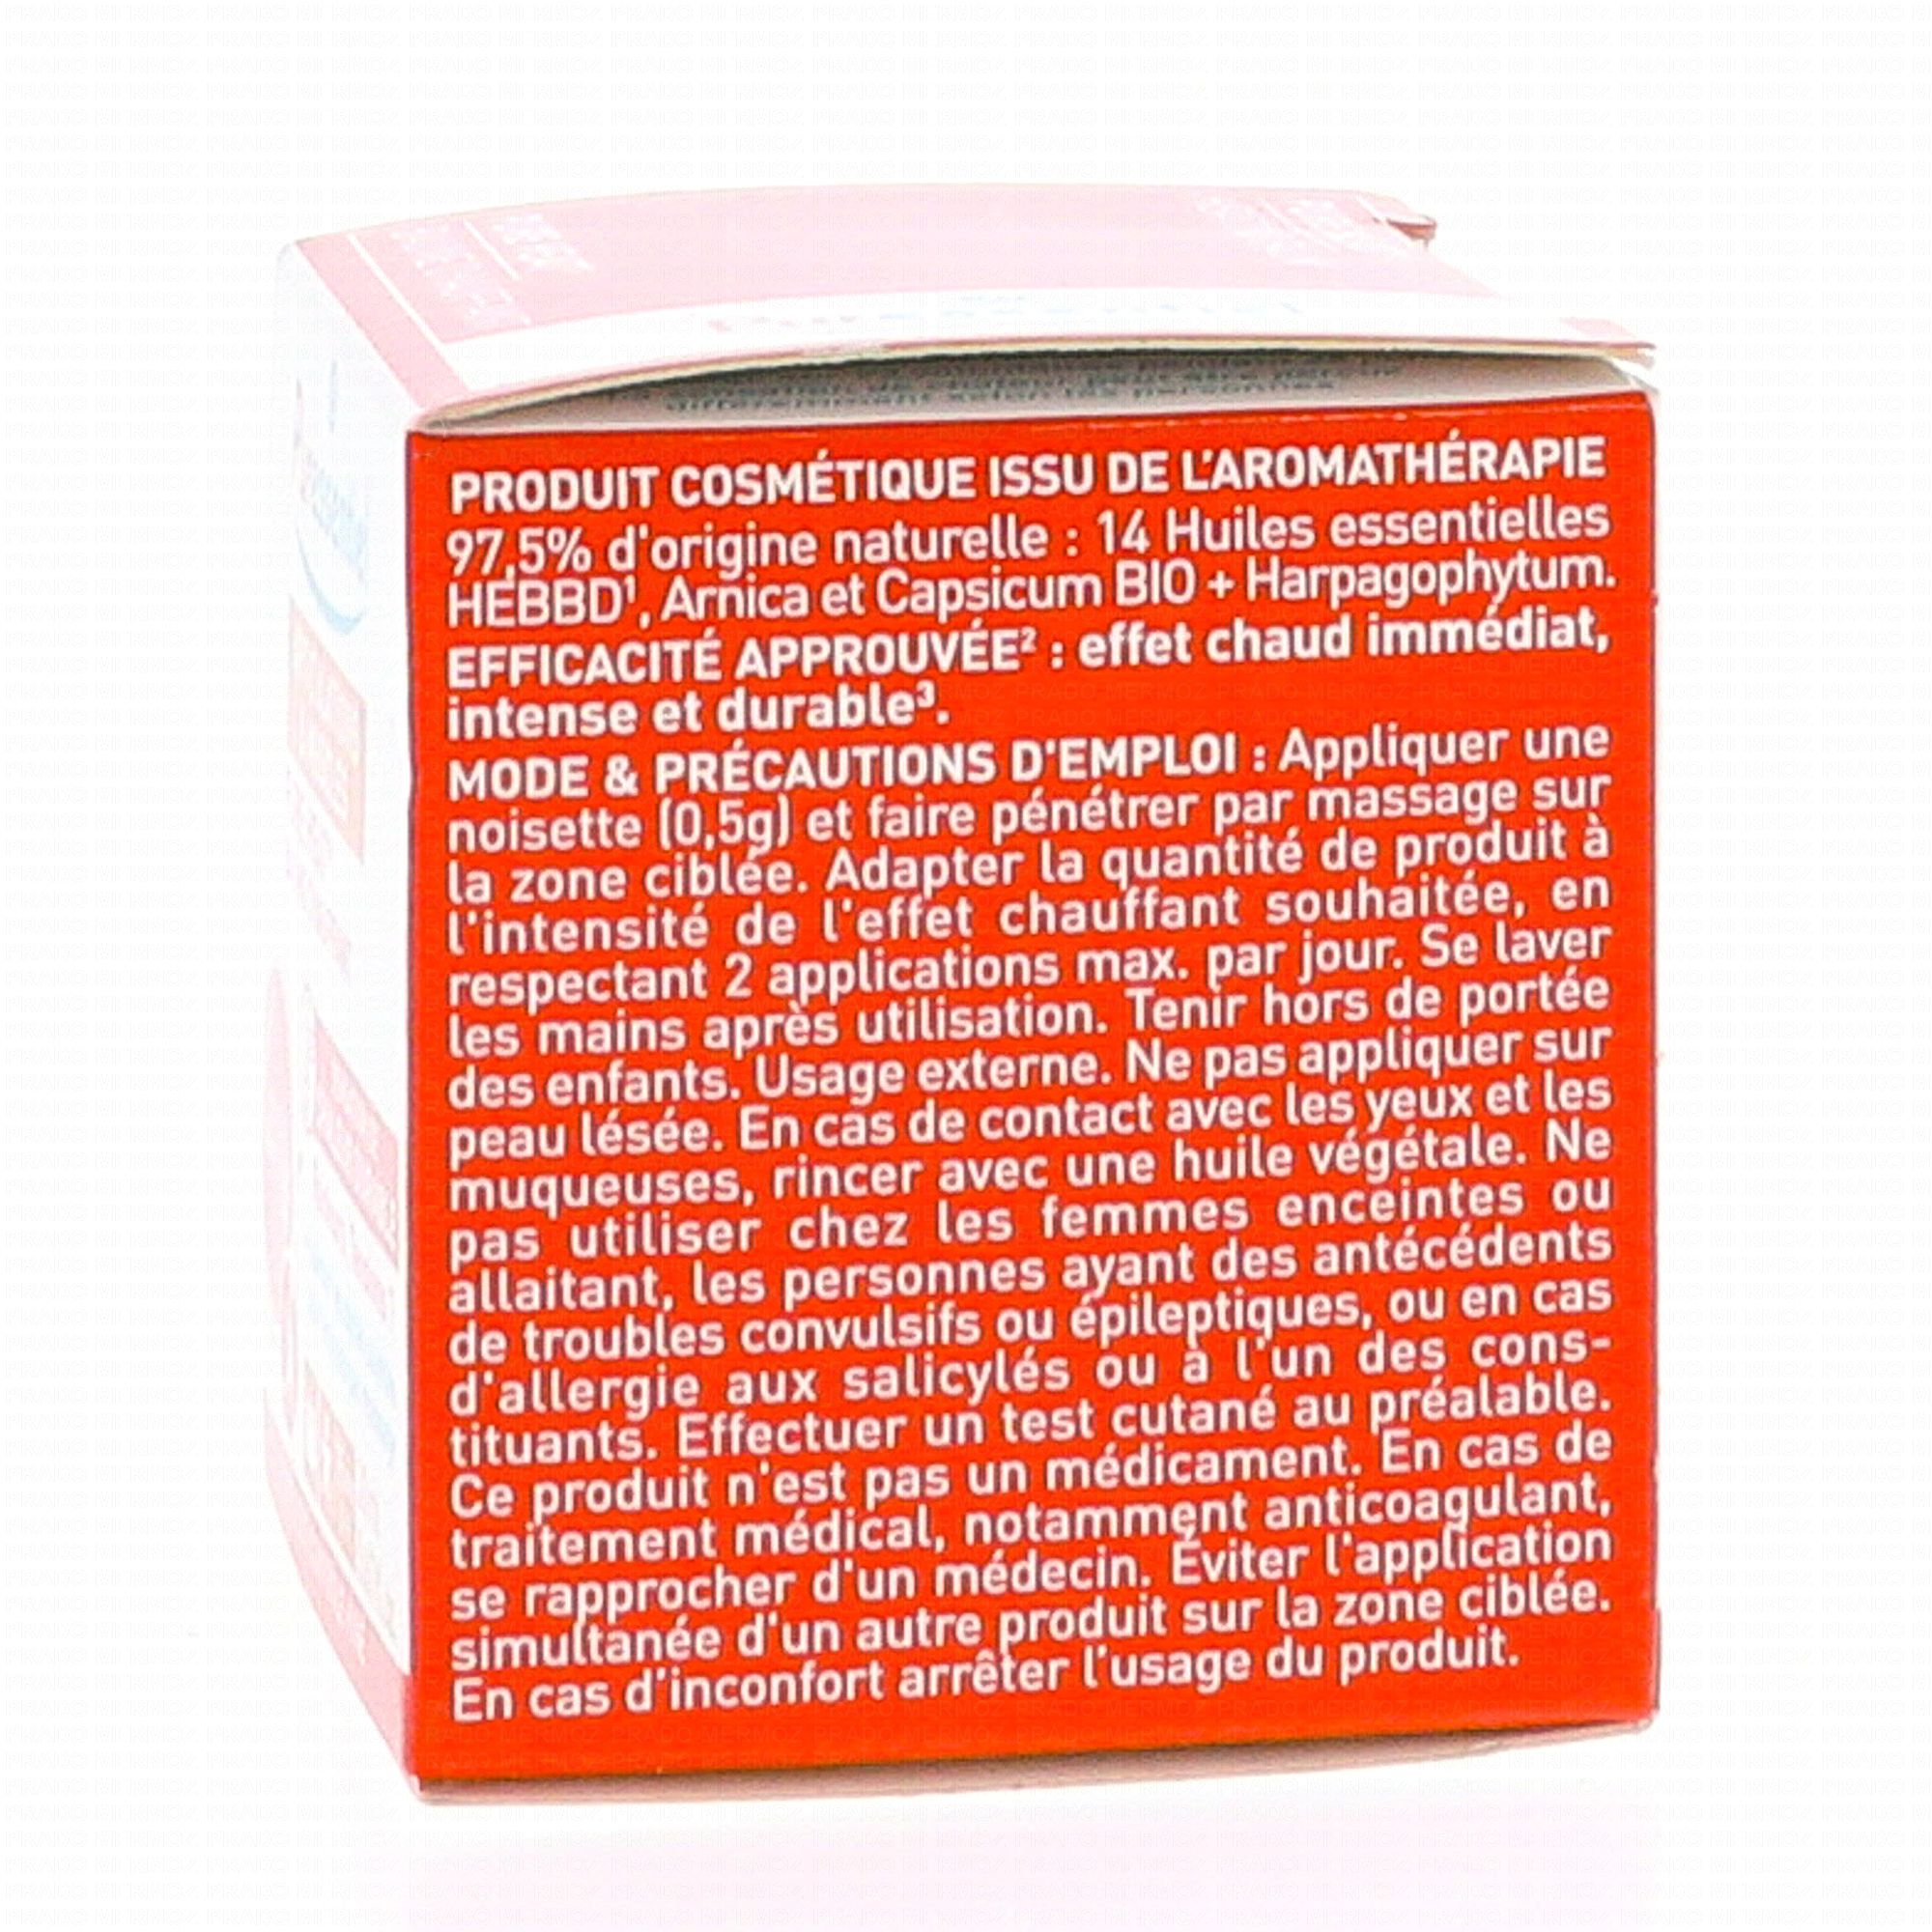 PRODUIT COSMÉTIQUE ISSU DE L'AROMATHÉRAPIE
97,5% d'origine naturelle : 14 Huiles essentielles
HEBBD¹, Arnica et Capsicum BIO + Harpagophytum.
EFFICACITÉ APPROUVÉE² : effet chaud immédiat,
intense et durable³.
MODE & PRÉCAUTIONS D'EMPLOI : Appliquer une
noisette (0,5g) et faire pénétrer par massage sur
la zone ciblée. Adapter la quantité de produit à
l'intensité de l'effet chauffant souhaitée, en
respectant 2 applications max. par jour. Se laver
les mains après utilisation. Tenir hors de portée
des enfants. Usage externe. Ne pas appliquer sur
peau lésée. En cas de contact avec les yeux et les
muqueuses, rincer avec une huile végétale. Ne
pas utiliser chez les femmes enceintes ou
allaitant, les personnes ayant des antécédents
de troubles convulsifs ou épileptiques, ou en cas
d'allergie aux salicylés ou à l'un des cons-
tituants. Effectuer un test cutané au préalable.
Ce produit n'est pas un médicament. En cas de
traitement médical, notamment anticoagulant,
se rapprocher d'un médecin. Éviter l'application
simultanée d'un autre produit sur la zone ciblée.
En cas d'inconfort arrêter l'usage du produit.